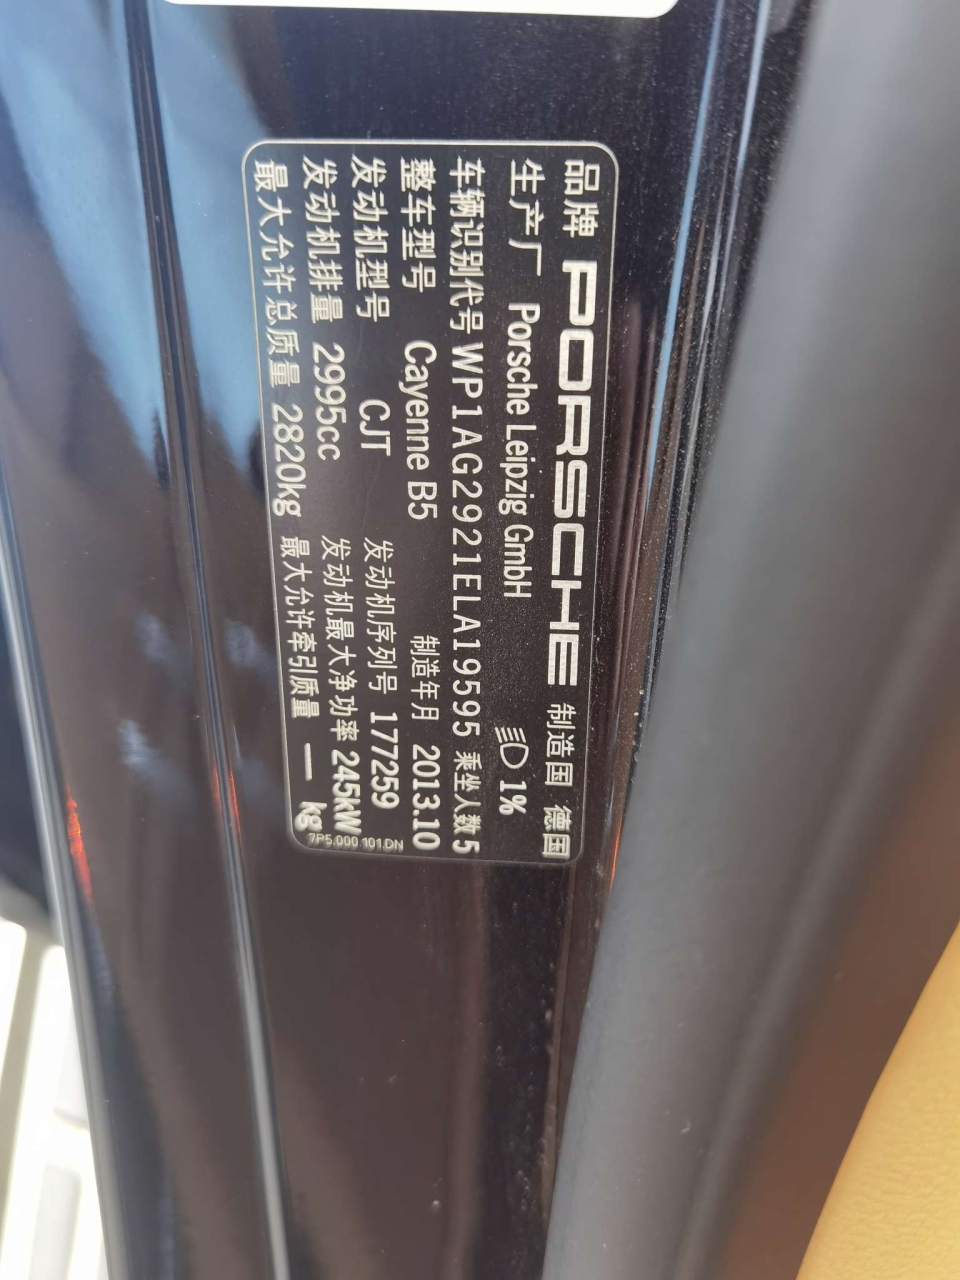 品牌 PORSCHE 制造国 德国
生产厂 Porsche Leipzig GmbH 1%
车辆识别代号 WP1AG2921ELA19595 乘坐人数 5
整车型号 Cayenne B5 制造年月 2013.10
发动机型号 CJT 发动机序列号 177259
发动机排量 2995cc 发动机最大净功率 245kW
最大允许总质量 2820kg 最大允许牵引质量 — kg
7P5.000.101.DN